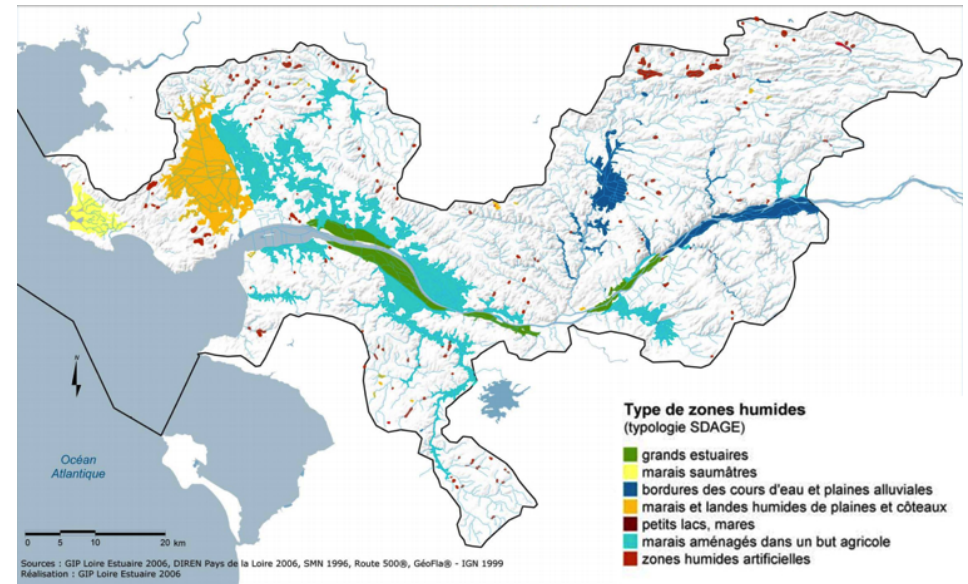 N
Océan
Atlantique
0 5 10 20 km
Type de zones humides
(typologie SDAGE)
grands estuaires
marais saumâtres
bordures des cours d'eau et plaines alluviales
marais et landes humides de plaines et côteaux
petits lacs, mares
marais aménagés dans un but agricole
zones humides artificielles
Sources : GIP Loire Estuaire 2006, DIREN Pays de la Loire 2006, SMN 1996, Route 500®, GéoFla® - IGN 1999
Réalisation : GIP Loire Estuaire 2006